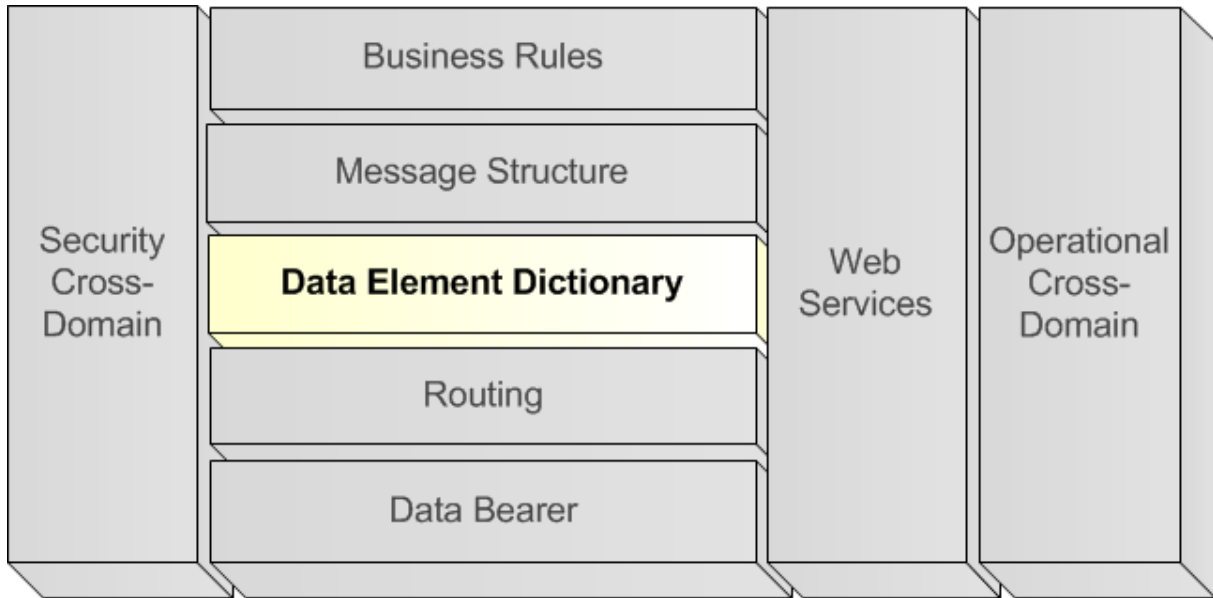 Security
Cross-
Domain
Business Rules
Message Structure
Data Element Dictionary
Routing
Data Bearer
Web
Services
Operational
Cross-
Domain